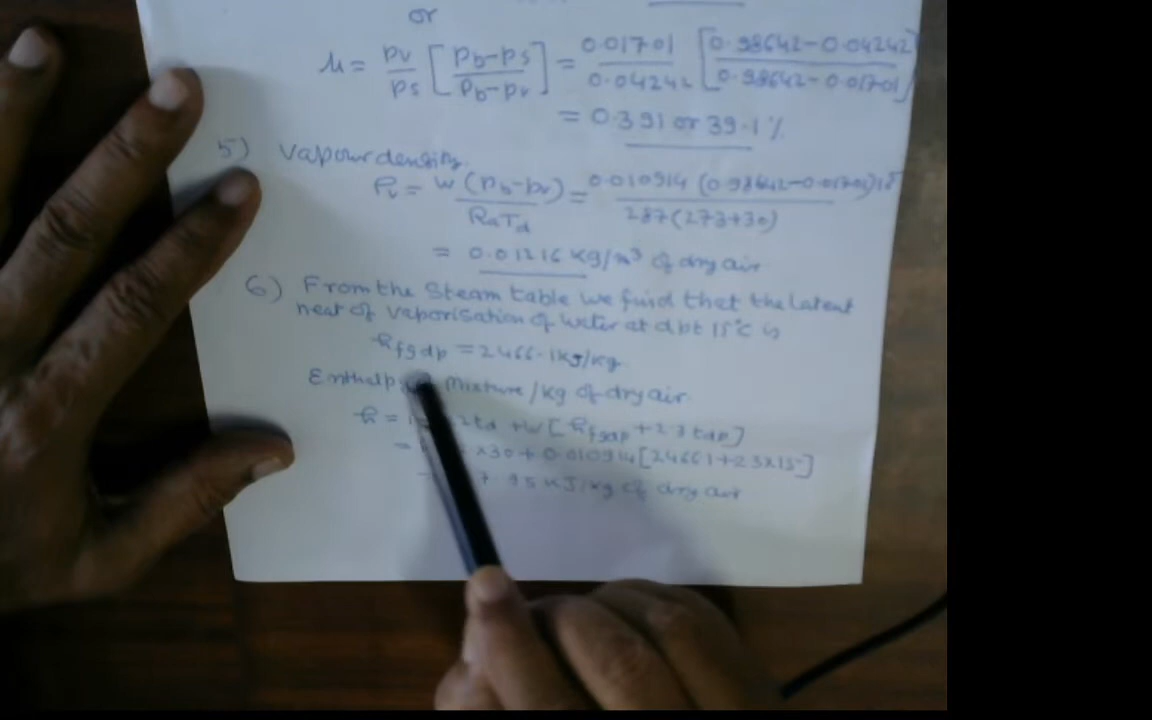 or
μ = pv/ps [pb-ps/pb-pv] = 0.01701/0.04242 [0.98642-0.04242/0.98642-0.01701]
= 0.391 or 39.1%
5) Vapour density.
ρv = W(pb-pv)/RaTd = 0.010914 (0.98642-0.01701)10⁵/287(273+30)
= 0.01216 kg/m³ of dry air
6) From the Steam table we find that the latent
heat of vaporisation of water at dpt 15°C is
hfgdp = 2466.1 kJ/kg
Enthalp mixture/kg of dry air.
h = td + W[hfgdp + 2.3 tdp]
= ×30 + 0.010914[2466.1+2.3×15]
.95 kJ/kg of dry air